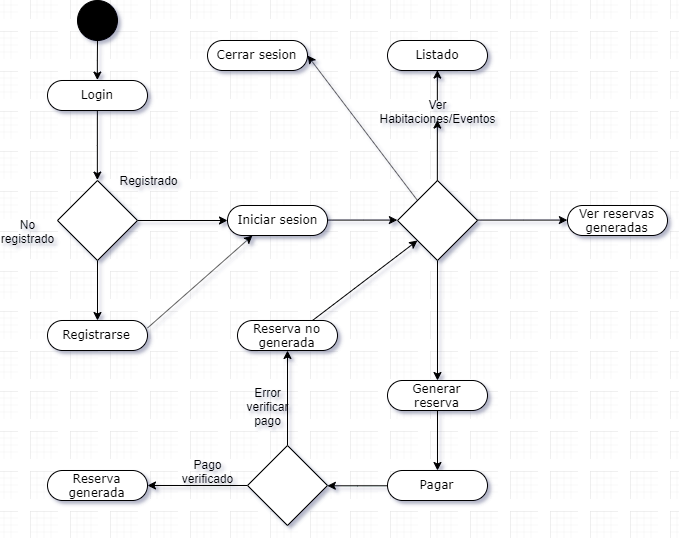 Cerrar sesion
Listado
Login
Ver
Habitaciones/Eventos
Registrado
No
registrado
Iniciar sesion
Ver reservas
generadas
Registrarse
Reserva no
generada
Generar
reserva
Error
verificar
pago
Pago
verificado
Reserva
generada
Pagar